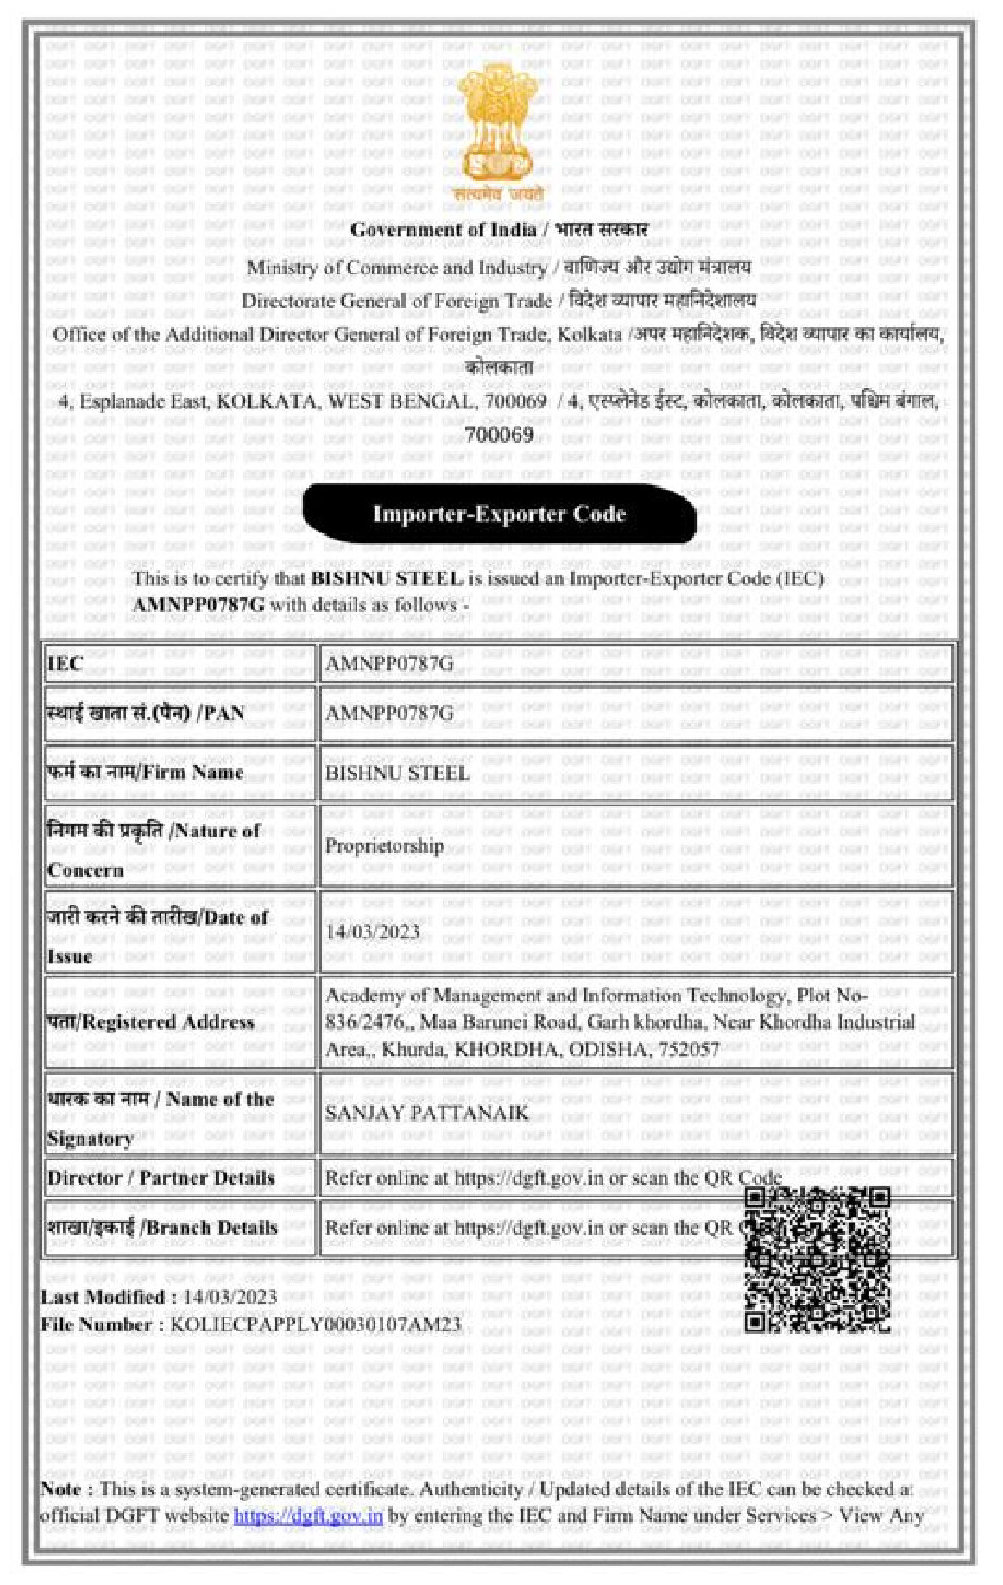 सत्यमेव जयते
Government of India / भारत सरकार
Ministry of Commerce and Industry / वाणिज्य और उद्योग मंत्रालय
Directorate General of Foreign Trade / विदेश व्यापार महानिदेशालय
Office of the Additional Director General of Foreign Trade, Kolkata /अपर महानिदेशक, विदेश व्यापार का कार्यालय,
कोलकाता
4, Esplanade East, KOLKATA, WEST BENGAL, 700069 / 4, एस्प्लेनेड ईस्ट, कोलकाता, कोलकाता, पश्चिम बंगाल,
700069
Importer-Exporter Code
This is to certify that BISHNU STEEL is issued an Importer-Exporter Code (IEC)
AMNPP0787G with details as follows -
IEC AMNPP0787G
स्थाई खाता सं.(पैन) /PAN AMNPP0787G
फर्म का नाम/Firm Name BISHNU STEEL
निगम की प्रकृति /Nature of
Concern
Proprietorship
जारी करने की तारीख/Date of
Issue
14/03/2023
पता/Registered Address
Academy of Management and Information Technology, Plot No-
836/2476,, Maa Barunei Road, Garh khordha, Near Khordha Industrial
Area,, Khurda, KHORDHA, ODISHA, 752057
धारक का नाम / Name of the
Signatory
SANJAY PATTANAIK
Director / Partner Details Refer online at https://dgft.gov.in or scan the QR Code
शाखा/इकाई /Branch Details Refer online at https://dgft.gov.in or scan the QR
Last Modified : 14/03/2023
File Number : KOLIECPAPPLY00030107AM23
Note : This is a system-generated certificate. Authenticity / Updated details of the IEC can be checked at
official DGFT website https://dgft.gov.in by entering the IEC and Firm Name under Services > View Any